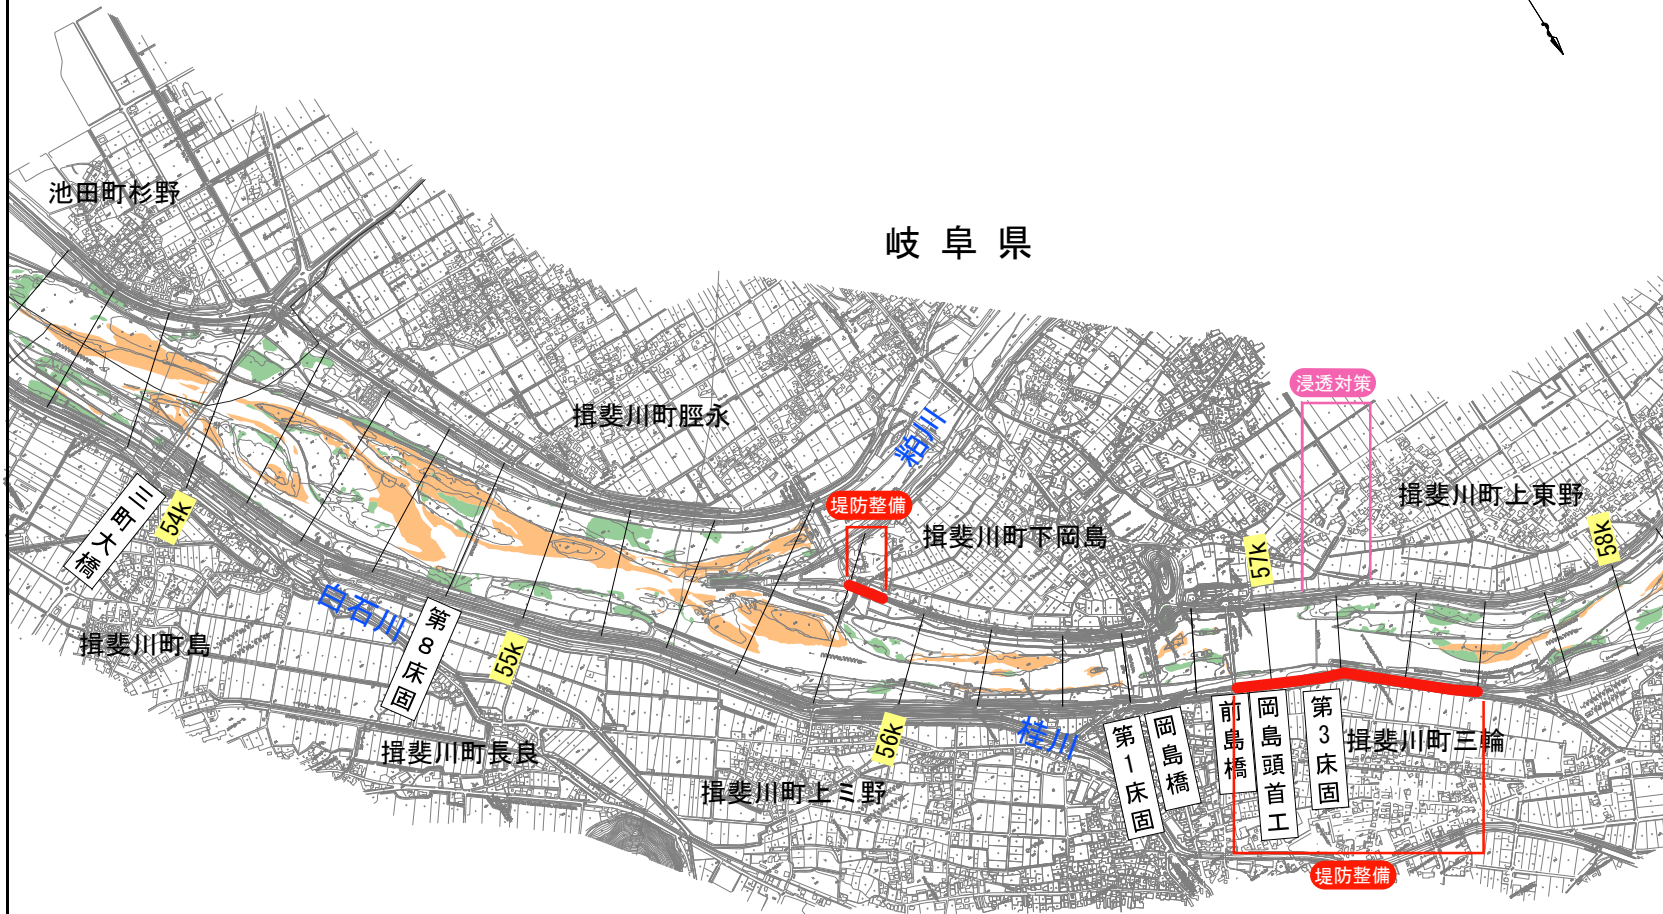 池田町杉野
岐阜県
浸透対策
揖斐川町脛永
粕川
堤防整備
揖斐川町下岡島
揖斐川町上東野
57k
58k
三町大橋
54k
白石川
第8床固
55k
揖斐川町島
揖斐川町長良
揖斐川町上ミ野
56k
桂川
第1床固
岡島橋
前島橋
岡島頭首工
第3床固
揖斐川町三輪
堤防整備